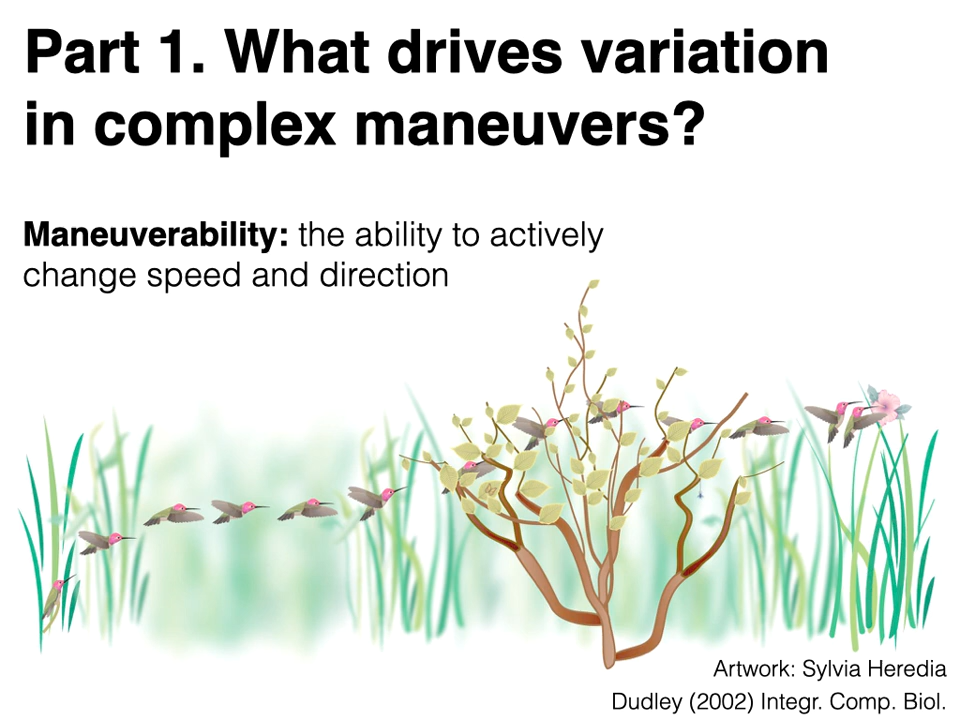 Part 1. What drives variation
in complex maneuvers?
Maneuverability: the ability to actively
change speed and direction
Artwork: Sylvia Heredia
Dudley (2002) Integr. Comp. Biol.